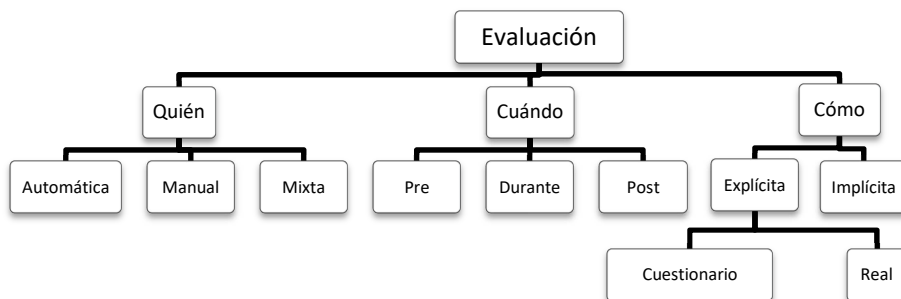 Evaluación
Quién
Cuándo
Cómo
Automática
Manual
Mixta
Pre
Durante
Post
Explícita
Implícita
Cuestionario
Real